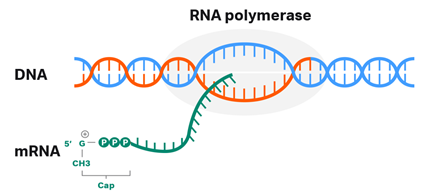 RNA polymerase
DNA
mRNA
5' G PPP
CH3
Cap